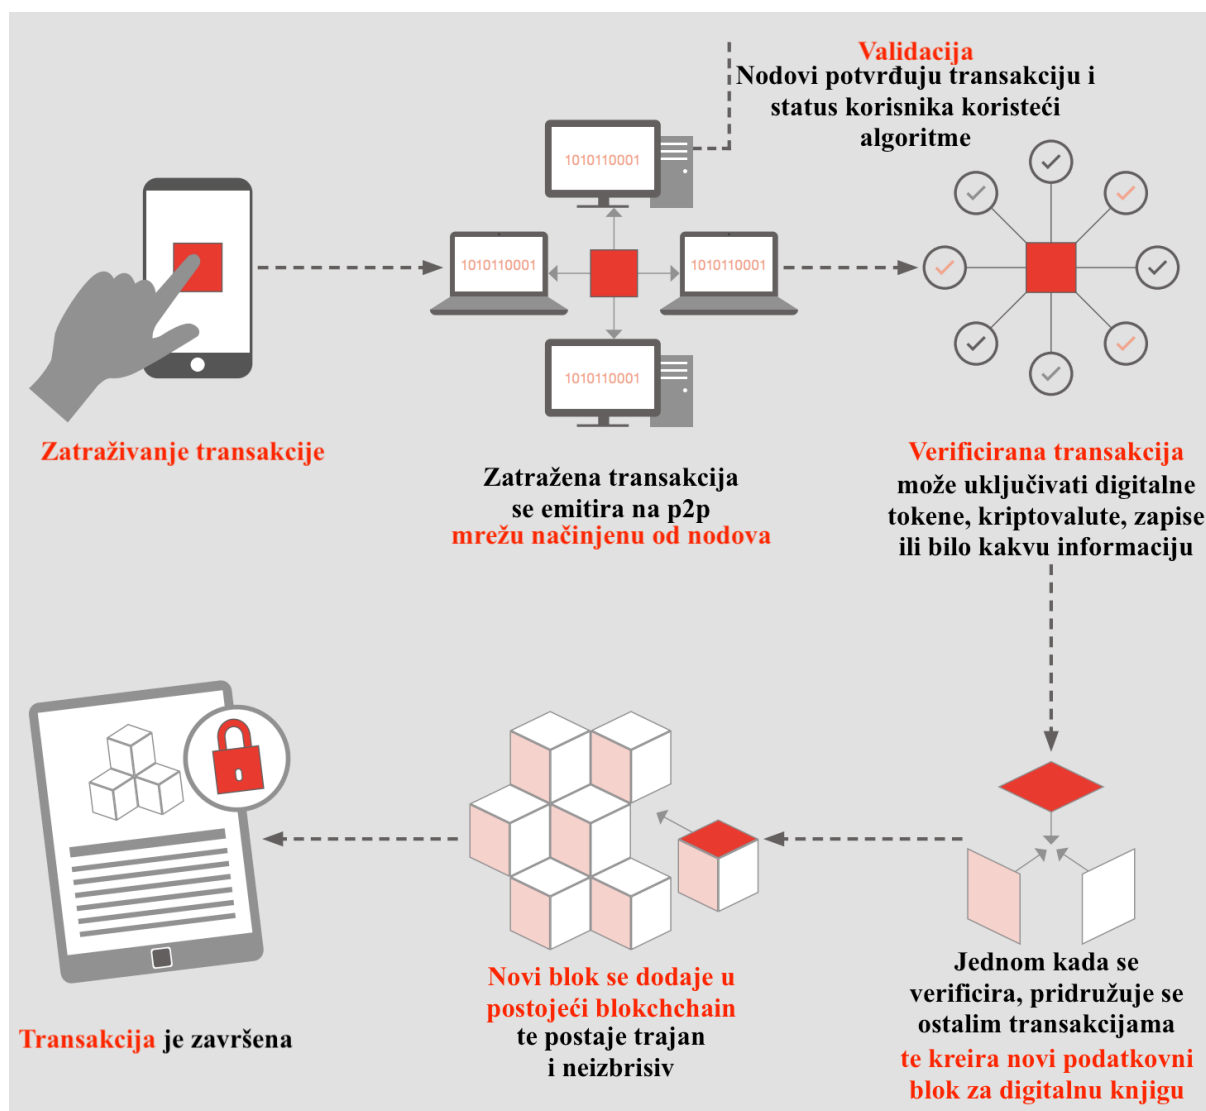 Validacija
Nodovi potvrđuju transakciju i
status korisnika koristeći
algoritme
1010110001
1010110001
1010110001
1010110001
Zatraživanje transakcije
Zatražena transakcija
se emitira na p2p
mrežu načinjenu od nodova
Verificirana transakcija
može uključivati digitalne
tokene, kriptovalute, zapise
ili bilo kakvu informaciju
Jednom kada se
verificira, pridružuje se
ostalim transakcijama
te kreira novi podatkovni
blok za digitalnu knjigu
Novi blok se dodaje u
postojeći blokchchain
te postaje trajan
i neizbrisiv
Transakcija je završena